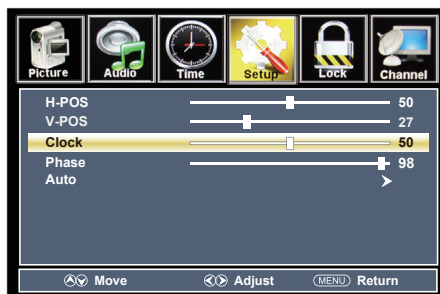 Picture Audio Time Setup Lock Channel
H-POS 50
V-POS 27
Clock 50
Phase 98
Auto
Move Adjust MENU Return